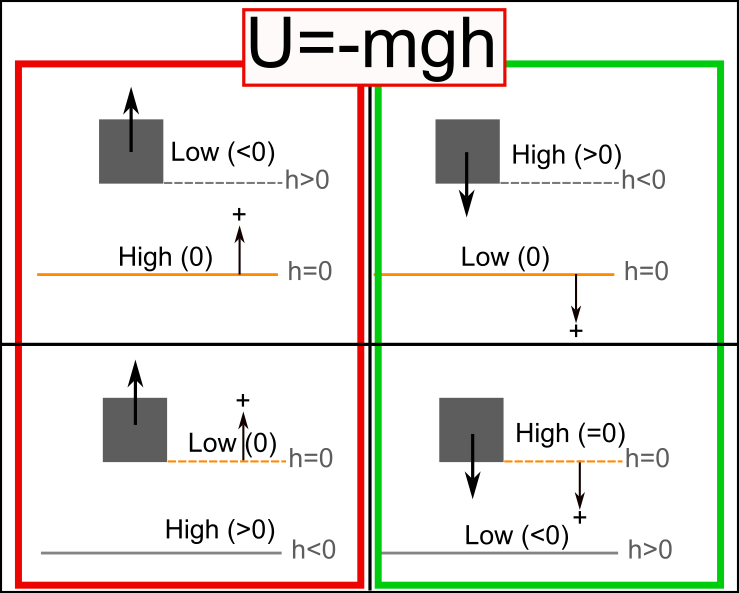 U=-mgh
Low (<0)
h>0
+
High (0)
h=0
High (>0)
h<0
Low (0)
h=0
+
+
Low (0)
h=0
High (>0)
h<0
High (=0)
h=0
+
Low (<0)
h>0